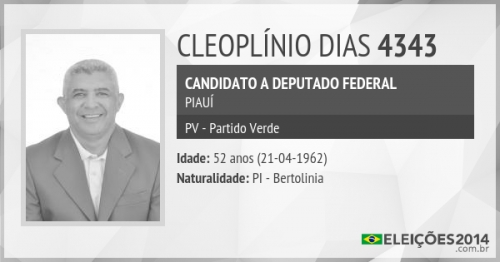 CLEOPLÍNIO DIAS 4343
CANDIDATO A DEPUTADO FEDERAL
PIAUÍ
PV - Partido Verde
Idade: 52 anos (21-04-1962)
Naturalidade: PI - Bertolinia
ELEIÇÕES2014
.com.br